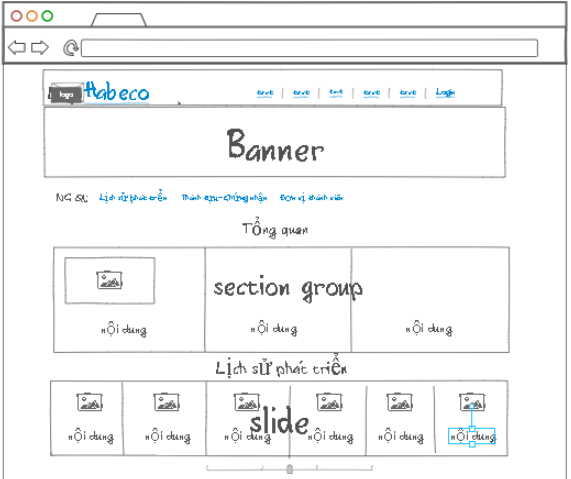 logo Habeco text | text | text | text | text | Login
Banner
Lịch sử phát triển Thành tựu-Chứng nhận Đơn vị thành viên
Tổng quan
section group
nội dung nội dung nội dung
Lịch sử phát triển
slide
nội dung nội dung nội dung nội dung nội dung nội dung